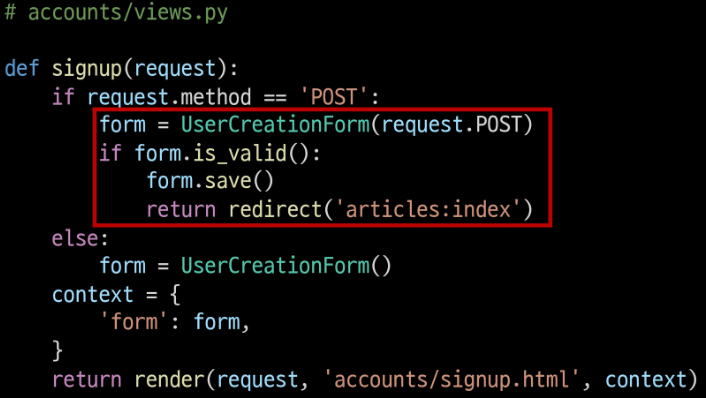 # accounts/views.py
def signup(request):
    if request.method == 'POST':
        form = UserCreationForm(request.POST)
        if form.is_valid():
            form.save()
            return redirect('articles:index')
    else:
        form = UserCreationForm()
    context = {
        'form': form,
    }
    return render(request, 'accounts/signup.html', context)